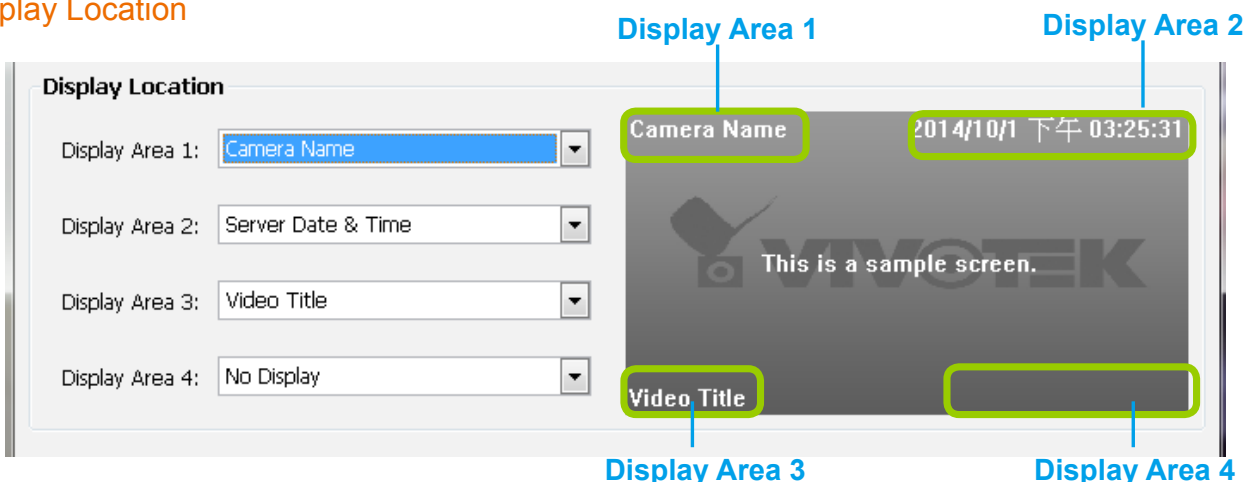 play Location
Display Area 1
Display Area 2
Display Location
Display Area 1:
Camera Name
Display Area 2:
Server Date & Time
Display Area 3:
Video Title
Display Area 4:
No Display
Camera Name
2014/10/1 下午 03:25:31
VIVOTEK
This is a sample screen.
Video Title
Display Area 3
Display Area 4